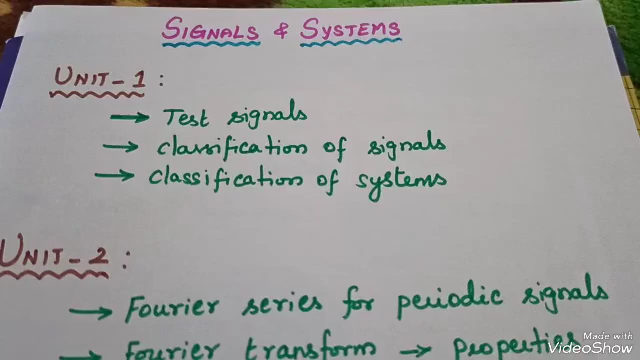 SIGNALS & SYSTEMS
UNIT-1 :
→ Test signals
→ classification of signals
→ classification of systems
UNIT-2 :
→ Fourier series for periodic signals
→ Fourier transform → properties
Made with
VideoShow